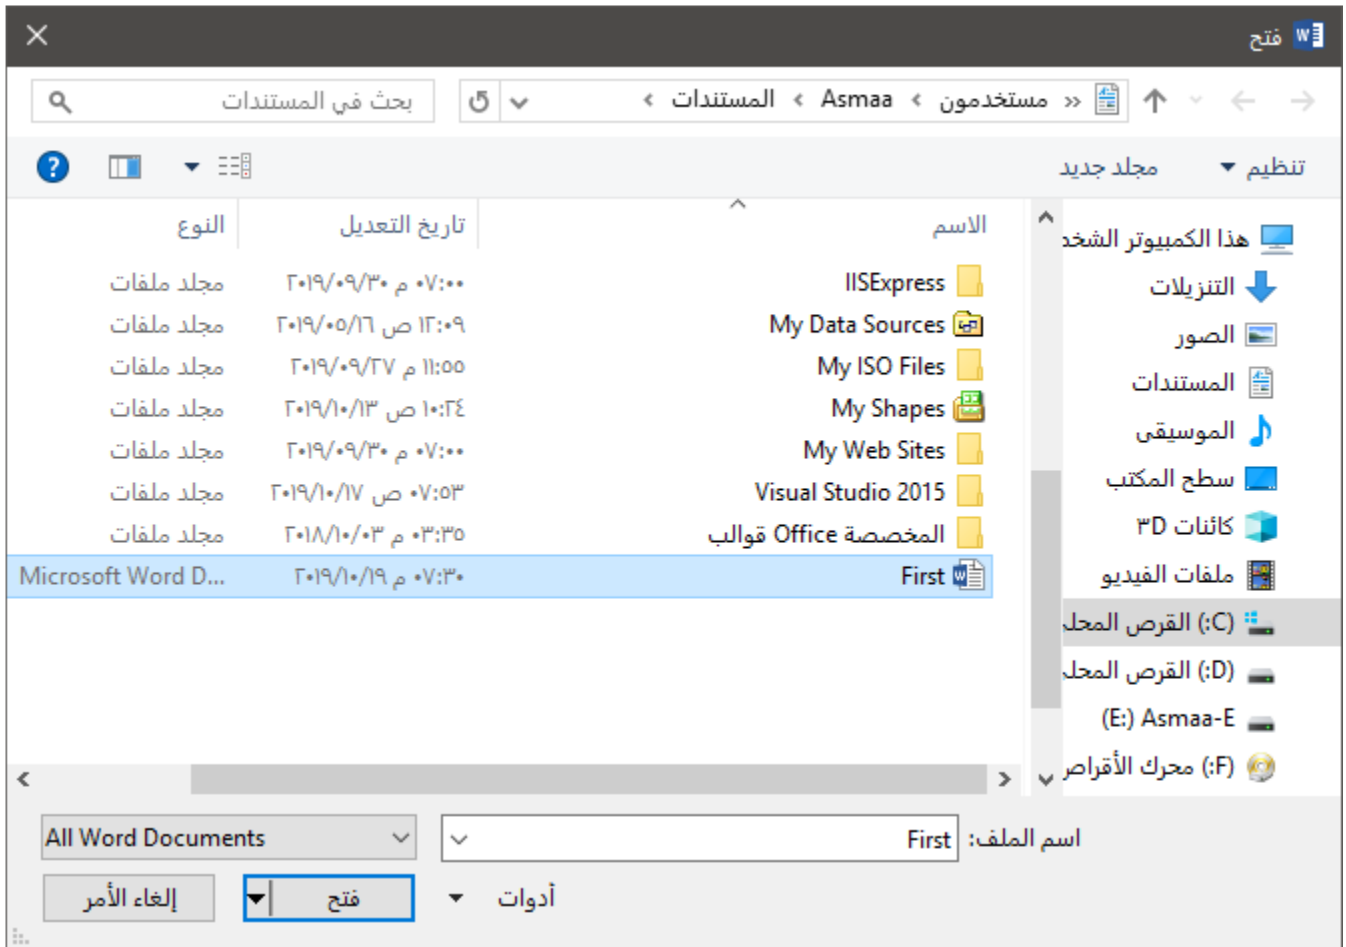 فتح
« مستخدمون › Asmaa › المستندات ›
بحث في المستندات
تنظيم
مجلد جديد
هذا الكمبيوتر الشخص
التنزيلات
الصور
المستندات
الموسيقى
سطح المكتب
كائنات ٣D
ملفات الفيديو
(C:) القرص المحلي
(D:) القرص المحلي
(E:) Asmaa-E
(F:) محرك الأقراص
الاسم تاريخ التعديل النوع
IISExpress ٠٧:٠٠ م ٢٠١٩/٠٩/٣٠ مجلد ملفات
My Data Sources ١٢:٠٩ ص ٢٠١٩/٠٥/١٦ مجلد ملفات
My ISO Files ١١:٥٥ م ٢٠١٩/٠٩/٢٧ مجلد ملفات
My Shapes ١٠:٢٤ ص ٢٠١٩/١٠/١٣ مجلد ملفات
My Web Sites ٠٧:٠٠ م ٢٠١٩/٠٩/٣٠ مجلد ملفات
Visual Studio 2015 ٠٧:٥٣ ص ٢٠١٩/١٠/١٧ مجلد ملفات
المخصصة Office قوالب ٠٣:٣٥ م ٢٠١٨/١٠/٠٣ مجلد ملفات
First ٠٧:٣٠ م ٢٠١٩/١٠/١٩ Microsoft Word D...
اسم الملف: First All Word Documents
أدوات فتح إلغاء الأمر